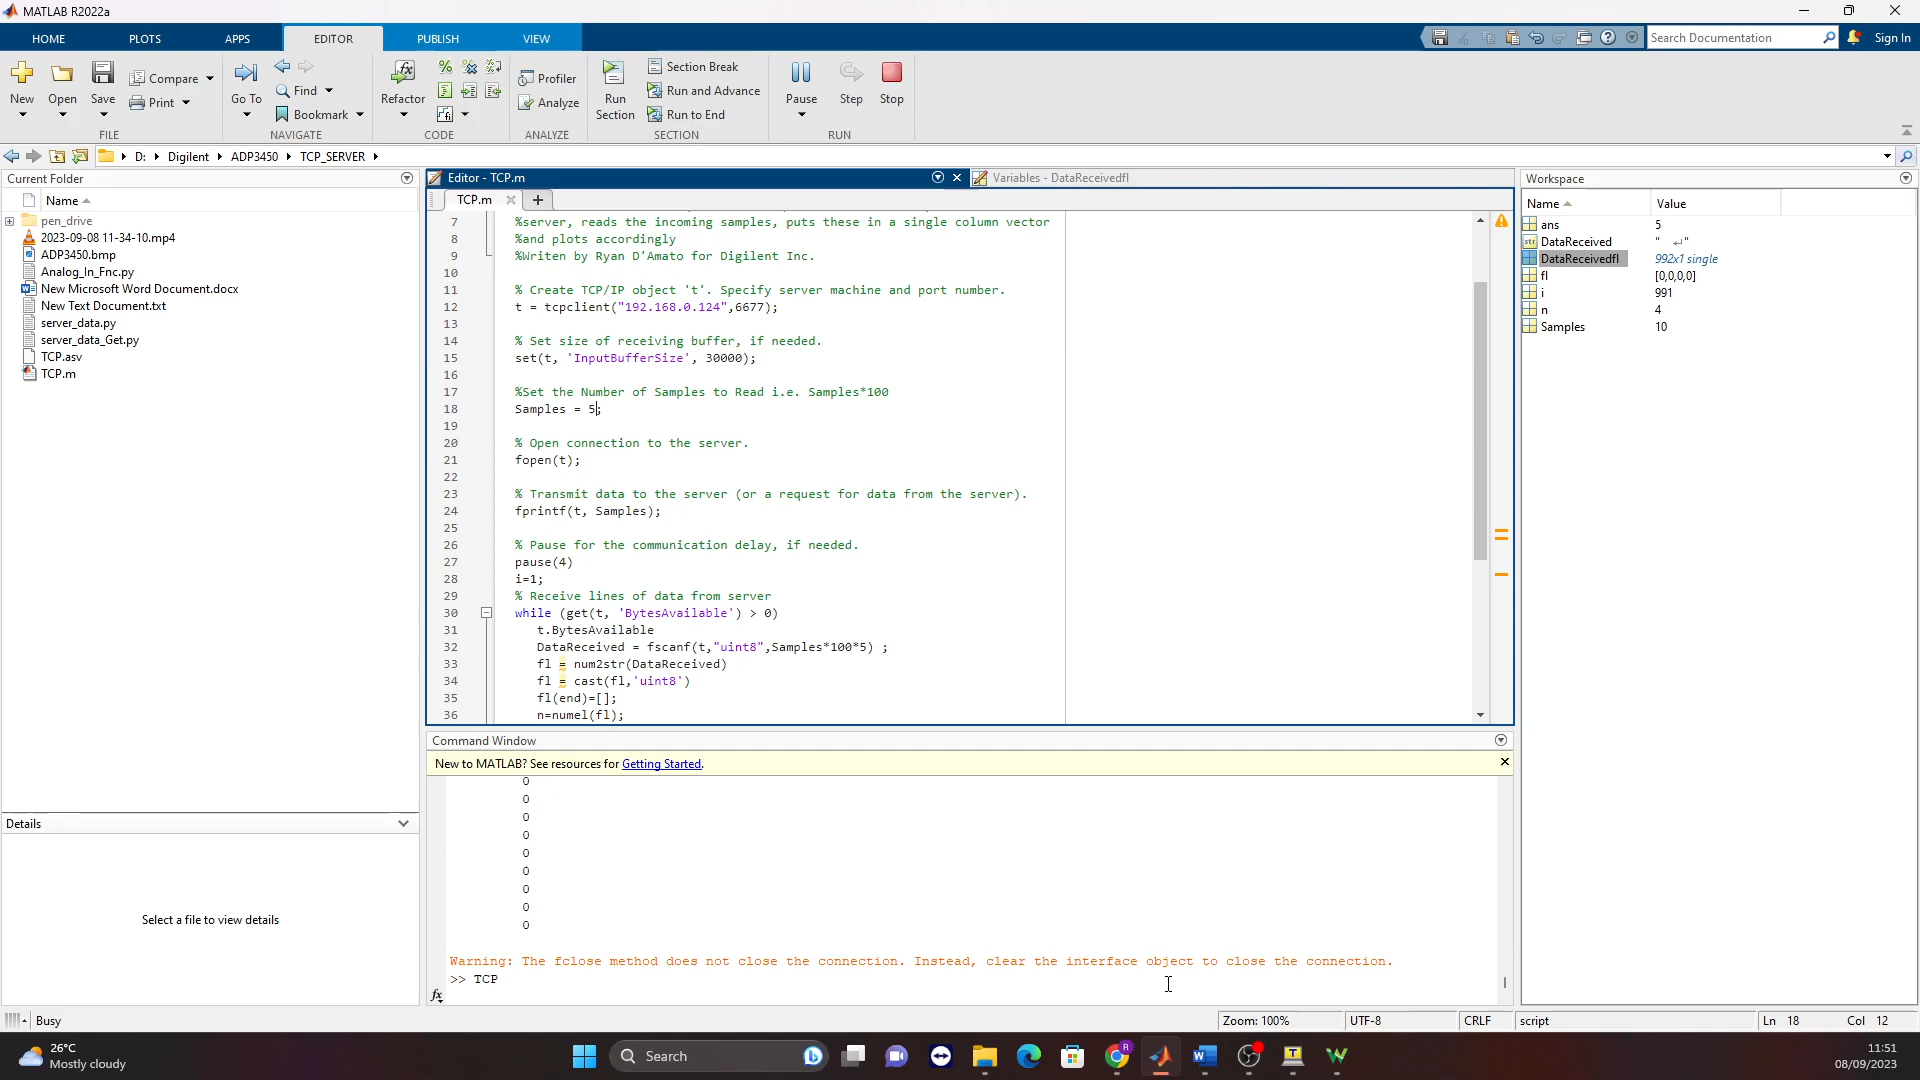 MATLAB R2022a
HOME PLOTS APPS EDITOR PUBLISH VIEW
Search Documentation
Sign In
New Open Save
Compare
Print
FILE
Go To
Find
Bookmark
NAVIGATE
Refactor
CODE
Profiler
Analyze
ANALYZE
Run Section
Section Break
Run and Advance
Run to End
SECTION
Pause Step Stop
RUN
D: Digilent ADP3450 TCP_SERVER
Current Folder
Name
pen_drive
2023-09-08 11-34-10.mp4
ADP3450.bmp
Analog_In_Fnc.py
New Microsoft Word Document.docx
New Text Document.txt
server_data.py
server_data_Get.py
TCP.asv
TCP.m
Details
Select a file to view details
Editor - TCP.m
Variables - DataReceivedfl
TCP.m
7 %server, reads the incoming samples, puts these in a single column vector
8 %and plots accordingly
9 %Writen by Ryan D'Amato for Digilent Inc.
10
11 % Create TCP/IP object 't'. Specify server machine and port number.
12 t = tcpclient("192.168.0.124",6677);
13
14 % Set size of receiving buffer, if needed.
15 set(t, 'InputBufferSize', 30000);
16
17 %Set the Number of Samples to Read i.e. Samples*100
18 Samples = 5;
19
20 % Open connection to the server.
21 fopen(t);
22
23 % Transmit data to the server (or a request for data from the server).
24 fprintf(t, Samples);
25
26 % Pause for the communication delay, if needed.
27 pause(4)
28 i=1;
29 % Receive lines of data from server
30 while (get(t, 'BytesAvailable') > 0)
31 t.BytesAvailable
32 DataReceived = fscanf(t,"uint8",Samples*100*5) ;
33 fl = num2str(DataReceived)
34 fl = cast(fl,'uint8')
35 fl(end)=[];
36 n=numel(fl);
Command Window
New to MATLAB? See resources for Getting Started.
0
0
0
0
0
0
0
0
0
Warning: The fclose method does not close the connection. Instead, clear the interface object to close the connection.
>> TCP
fx
Workspace
Name Value
ans 5
DataReceived " ↵"
DataReceivedfl 992x1 single
fl [0,0,0,0]
i 991
n 4
Samples 10
Busy
Zoom: 100% UTF-8 CRLF script Ln 18 Col 12
26°C
Mostly cloudy
Search
11:51
08/09/2023